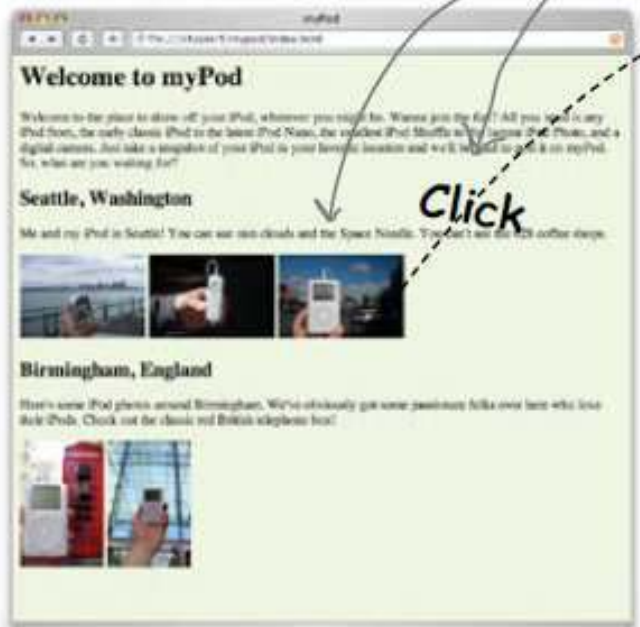 myPod
Welcome to myPod
Welcome to the place to show off your iPod, wherever you might be. Wanna join the fun? All you need is any
iPod from, the early classic iPod to the latest iPod Nano, the smallest iPod Shuffle to the largest iPod Photo, and a
digital camera. Just take a snapshot of your iPod in your favorite location and we'll be glad to post it on myPod.
So, what are you waiting for?
Seattle, Washington
Me and my iPod in Seattle! You can see rain clouds and the Space Needle. You can't see the 628 coffee shops.
Click
Birmingham, England
Here's some iPod photos around Birmingham. We've obviously got some passionate folks over here who love
their iPods. Check out the classic red British telephone box!